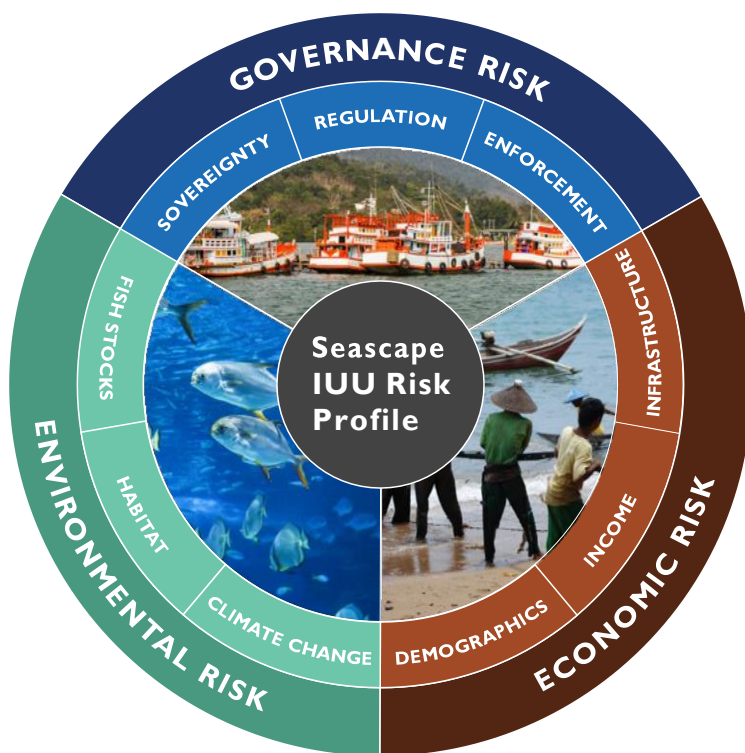 GOVERNANCE RISK
SOVEREIGNTY
REGULATION
ENFORCEMENT
Seascape
IUU Risk
Profile
INFRASTRUCTURE
INCOME
DEMOGRAPHICS
ECONOMIC RISK
FISH STOCKS
HABITAT
CLIMATE CHANGE
ENVIRONMENTAL RISK